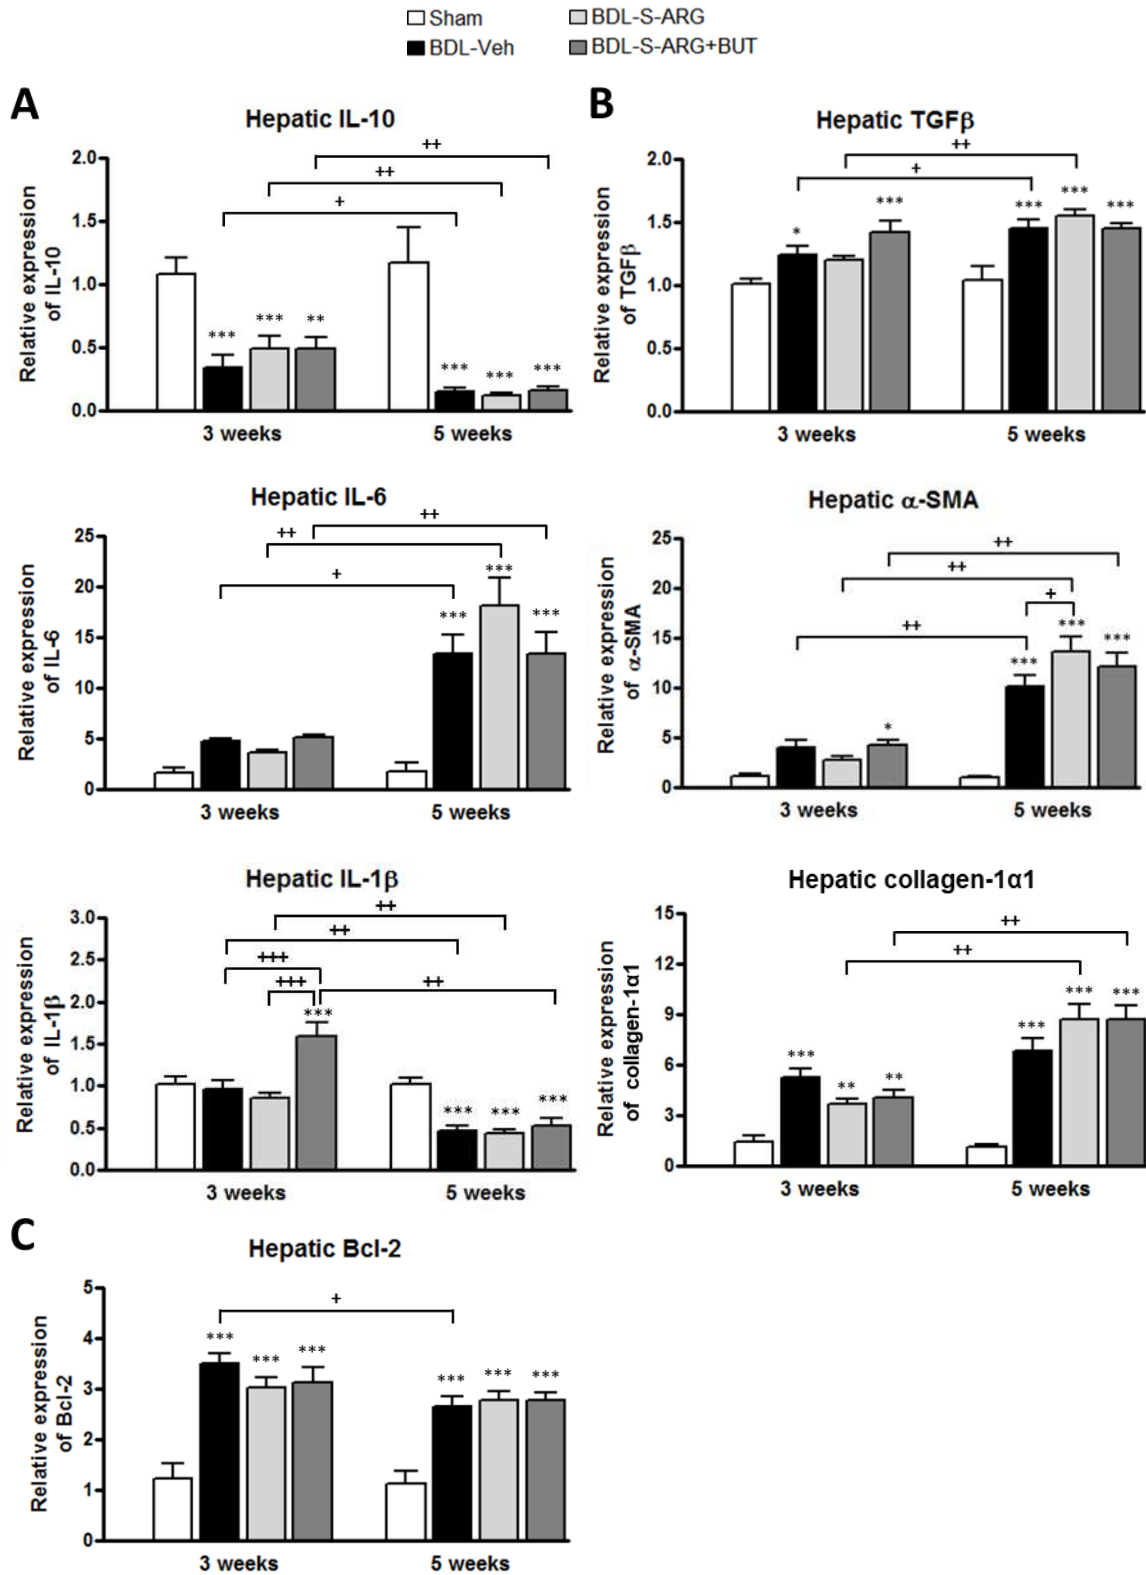 Sham
BDL-S-ARG
BDL-Veh
BDL-S-ARG+BUT
A
Hepatic IL-10
Relative expression
of IL-10
2.0
1.5
1.0
0.5
0.0
++
++
+
***
***
**
***
***
***
3 weeks
5 weeks
B
Hepatic TGFβ
Relative expression
of TGFβ
2.0
1.5
1.0
0.5
0.0
++
+
*
***
***
***
***
3 weeks
5 weeks
Hepatic IL-6
Relative expression
of IL-6
25
20
15
10
5
0
++
++
+
***
***
***
3 weeks
5 weeks
Hepatic α-SMA
Relative expression
of α-SMA
25
20
15
10
5
0
++
++
+
++
*
***
***
***
3 weeks
5 weeks
Hepatic IL-1β
Relative expression
of IL-1β
3.0
2.5
2.0
1.5
1.0
0.5
0.0
++
++
+++
+++
++
***
***
***
***
3 weeks
5 weeks
Hepatic collagen-1α1
Relative expression
of collagen-1α1
15
12
9
6
3
0
++
++
***
**
**
***
***
***
3 weeks
5 weeks
C
Hepatic Bcl-2
Relative expression
of Bcl-2
5
4
3
2
1
0
+
***
***
***
***
***
***
3 weeks
5 weeks